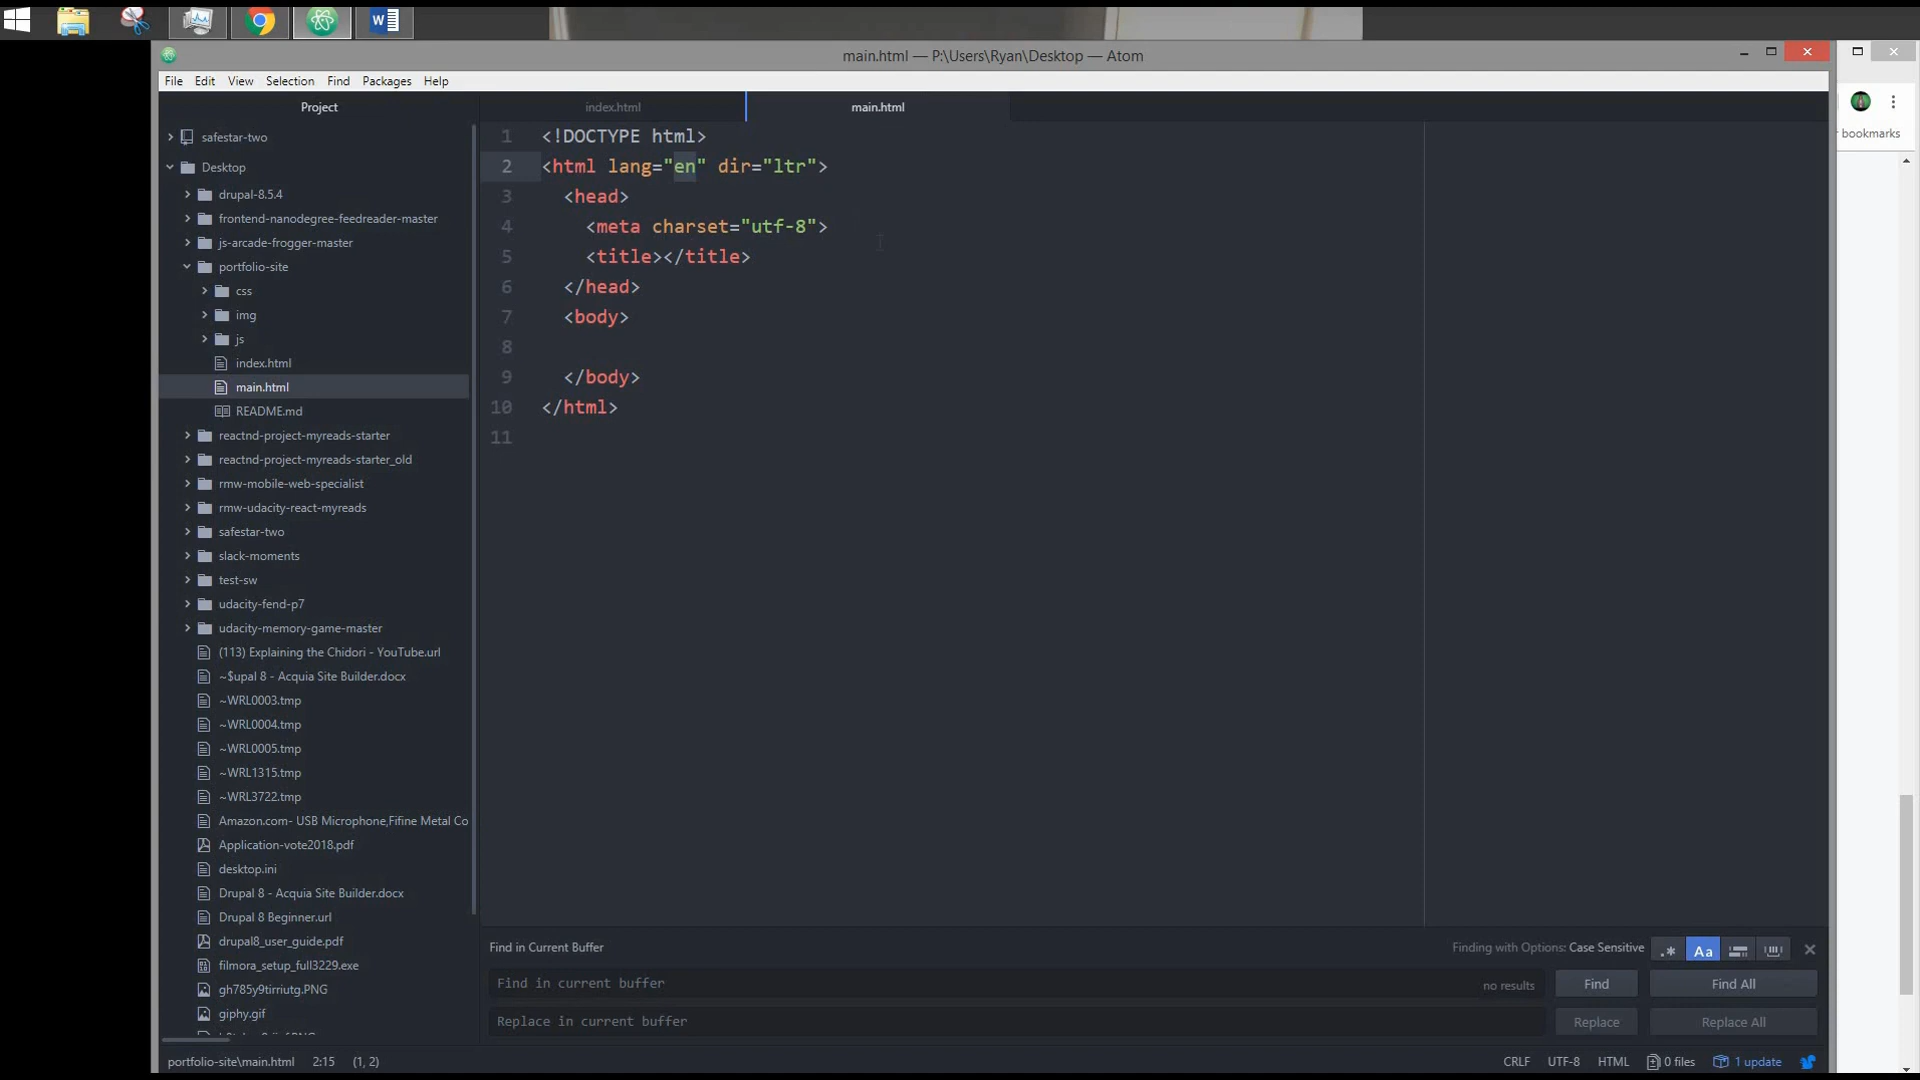 main.html — P:\Users\Ryan\Desktop — Atom
File Edit View Selection Find Packages Help
bookmarks
Project
safestar-two
Desktop
drupal-8.5.4
frontend-nanodegree-feedreader-master
js-arcade-frogger-master
portfolio-site
css
img
js
index.html
main.html
README.md
reactnd-project-myreads-starter
reactnd-project-myreads-starter_old
rmw-mobile-web-specialist
rmw-udacity-react-myreads
safestar-two
slack-moments
test-sw
udacity-fend-p7
udacity-memory-game-master
(113) Explaining the Chidori - YouTube.url
~$upal 8 - Acquia Site Builder.docx
~WRL0003.tmp
~WRL0004.tmp
~WRL0005.tmp
~WRL1315.tmp
~WRL3722.tmp
Amazon.com- USB Microphone,Fifine Metal Co
Application-vote2018.pdf
desktop.ini
Drupal 8 - Acquia Site Builder.docx
Drupal 8 Beginner.url
drupal8_user_guide.pdf
filmora_setup_full3229.exe
gh785y9tirriutg.PNG
giphy.gif
index.html main.html
1 <!DOCTYPE html>
2 <html lang="en" dir="ltr">
3 <head>
4 <meta charset="utf-8">
5 <title></title>
6 </head>
7 <body>
8
9 </body>
10 </html>
11
Find in Current Buffer Finding with Options: Case Sensitive .* Aa
Find in current buffer no results Find Find All
Replace in current buffer Replace Replace All
portfolio-site\main.html 2:15 (1, 2) CRLF UTF-8 HTML 0 files 1 update